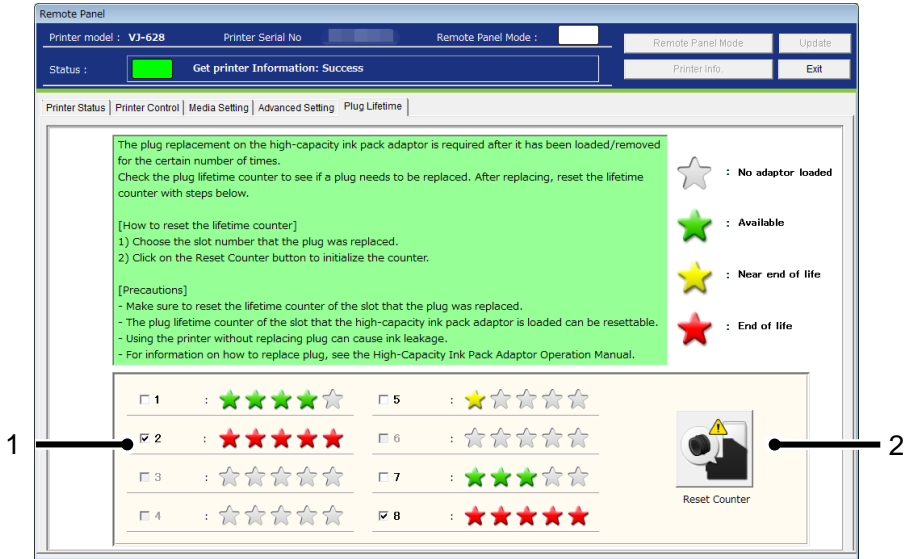 Remote Panel
Printer model : VJ-628 Printer Serial No Remote Panel Mode : Remote Panel Mode Update
Status : Get printer Information: Success Printer Info. Exit
Printer Status Printer Control Media Setting Advanced Setting Plug Lifetime
The plug replacement on the high-capacity ink pack adaptor is required after it has been loaded/removed
for the certain number of times.
Check the plug lifetime counter to see if a plug needs to be replaced. After replacing, reset the lifetime
counter with steps below.
[How to reset the lifetime counter]
1) Choose the slot number that the plug was replaced.
2) Click on the Reset Counter button to initialize the counter.
[Precautions]
- Make sure to reset the lifetime counter of the slot that the plug was replaced.
- The plug lifetime counter of the slot that the high-capacity ink pack adaptor is loaded can be resettable.
- Using the printer without replacing plug can cause ink leakage.
- For information on how to replace plug, see the High-Capacity Ink Pack Adaptor Operation Manual.
: No adaptor loaded
: Available
: Near end of life
: End of life
1 : 5 :
2 : 6 :
3 : 7 :
4 : 8 :
Reset Counter
1
2